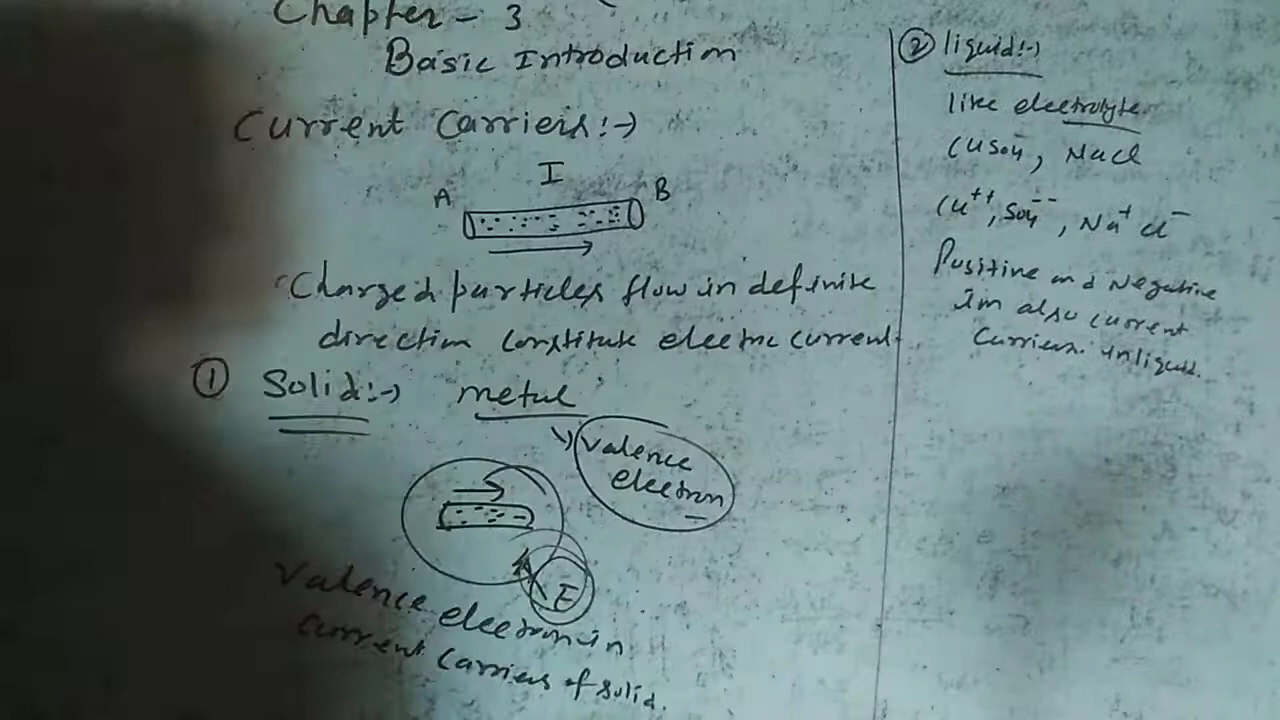 Chapter - 3
Basic Introduction
Current Carriers :->
I
A B
Charged particles flow in definite
direction constitute electric current.
① Solid :-> metal
Valence
electron
E
Valence electron in
current carriers of solid.
② liquid :->
like electrolyte
CuSO4, NaCl
Cu++, SO4--, Na+ Cl-
Positive and Negative
Ion also current
Carriers in liquid.